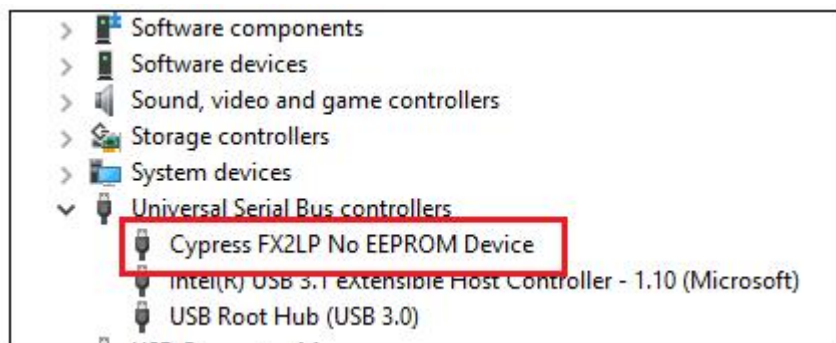 Software components
Software devices
Sound, video and game controllers
Storage controllers
System devices
Universal Serial Bus controllers
Cypress FX2LP No EEPROM Device
Intel(R) USB 3.1 eXtensible Host Controller - 1.10 (Microsoft)
USB Root Hub (USB 3.0)